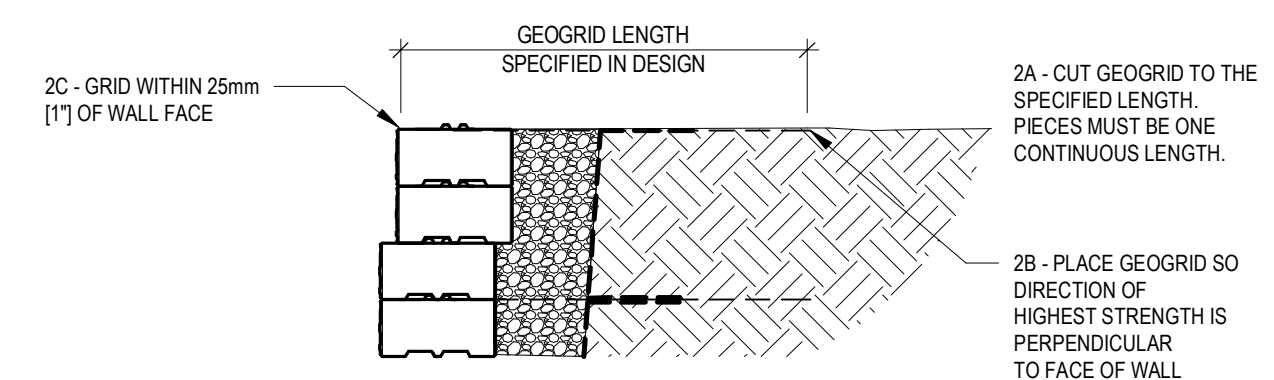 GEOGRID LENGTH
SPECIFIED IN DESIGN
2C - GRID WITHIN 25mm
[1"] OF WALL FACE
2A - CUT GEOGRID TO THE
SPECIFIED LENGTH.
PIECES MUST BE ONE
CONTINUOUS LENGTH.
2B - PLACE GEOGRID SO
DIRECTION OF
HIGHEST STRENGTH IS
PERPENDICULAR
TO FACE OF WALL